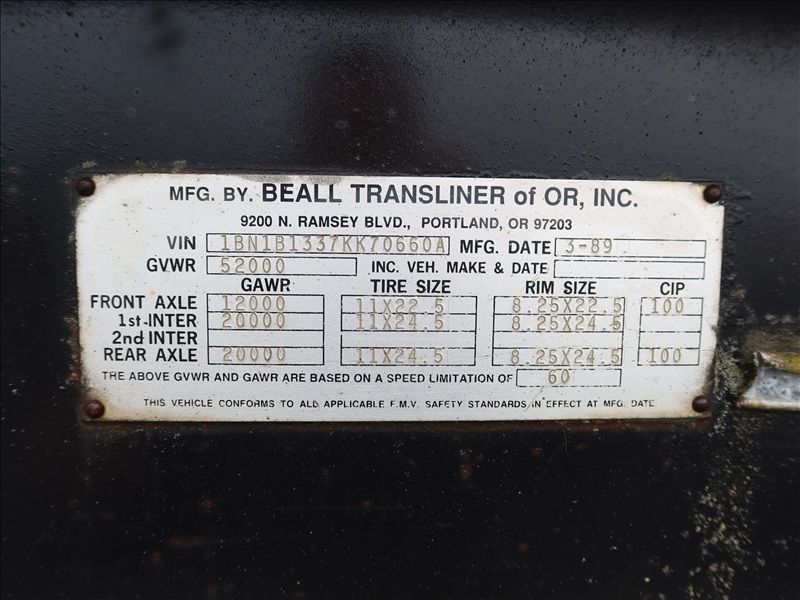 MFG. BY. BEALL TRANSLINER of OR, INC.
9200 N. RAMSEY BLVD., PORTLAND, OR 97203
VIN 1BN1B1337KK70660A MFG. DATE 3-89
GVWR 52000 INC. VEH. MAKE & DATE
GAWR TIRE SIZE RIM SIZE CIP
FRONT AXLE 12000 11X22.5 8.25X22.5 100
1st-INTER 20000 11X24.5 8.25X24.5
2nd INTER
REAR AXLE 20000 11X24.5 8.25X24.5 100
THE ABOVE GVWR AND GAWR ARE BASED ON A SPEED LIMITATION OF 60
THIS VEHICLE CONFORMS TO ALL APPLICABLE F.M.V. SAFETY STANDARDS IN EFFECT AT MFG. DATE